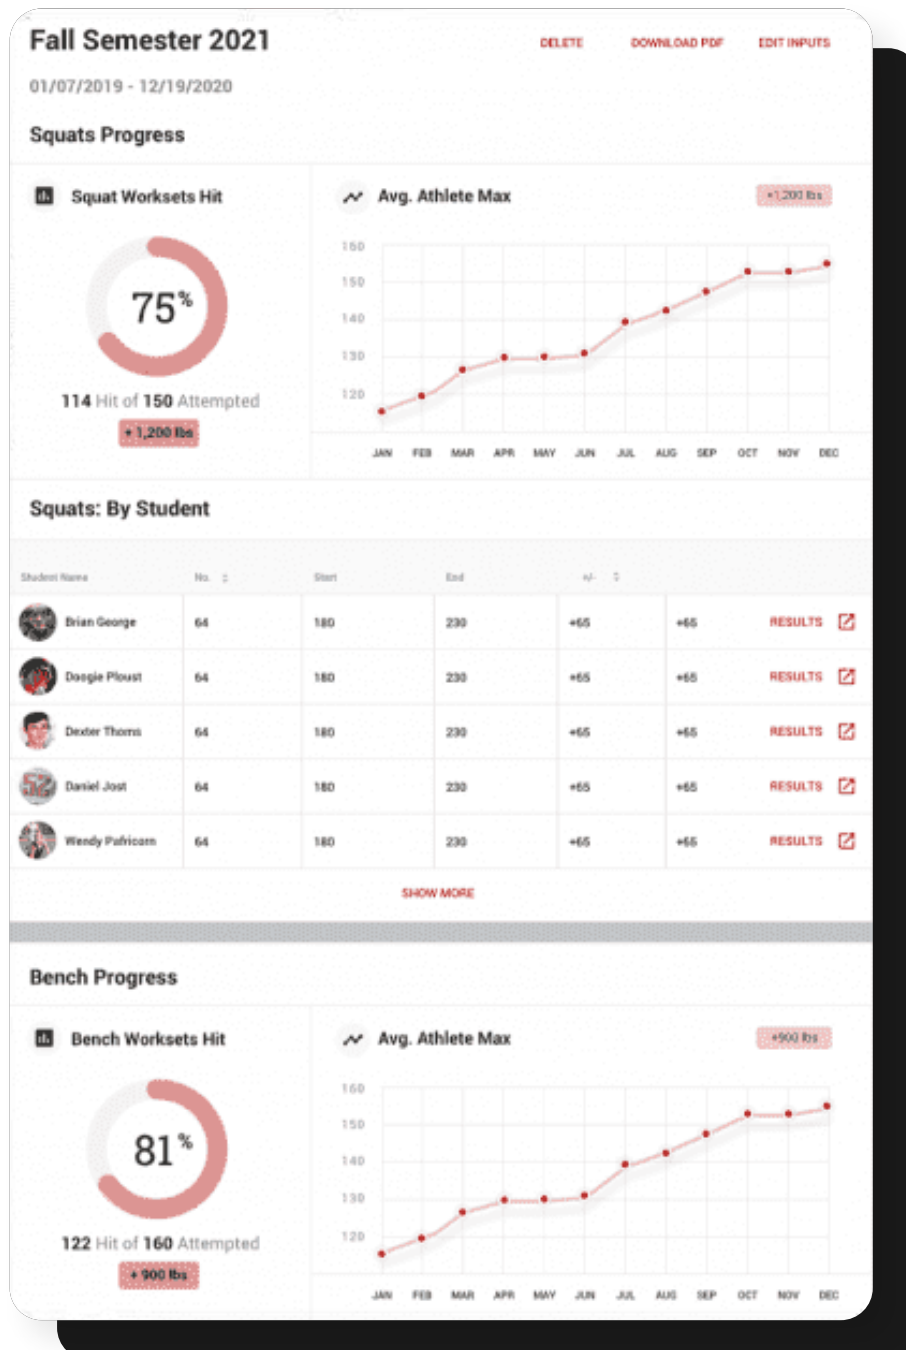 Fall Semester 2021
DELETE DOWNLOAD PDF EDIT INPUTS
01/07/2019 - 12/19/2020
Squats Progress
Squat Worksets Hit
Avg. Athlete Max
+1,200 lbs
160
150
140
130
120
75%
114 Hit of 150 Attempted
+ 1,200 lbs
JAN FEB MAR APR MAY JUN JUL AUG SEP OCT NOV DEC
Squats: By Student
Student Name No. Start End +/-
Brian George 64 180 230 +65 +65 RESULTS
Doogie Ploust 64 180 230 +65 +65 RESULTS
Dexter Thoms 64 180 230 +65 +65 RESULTS
52
Daniel Jost 64 180 230 +65 +65 RESULTS
Wendy Pafricorn 64 180 230 +65 +65 RESULTS
SHOW MORE
Bench Progress
Bench Worksets Hit
Avg. Athlete Max
+900 lbs
160
150
140
130
120
81%
122 Hit of 160 Attempted
+ 900 lbs
JAN FEB MAR APR MAY JUN JUL AUG SEP OCT NOV DEC